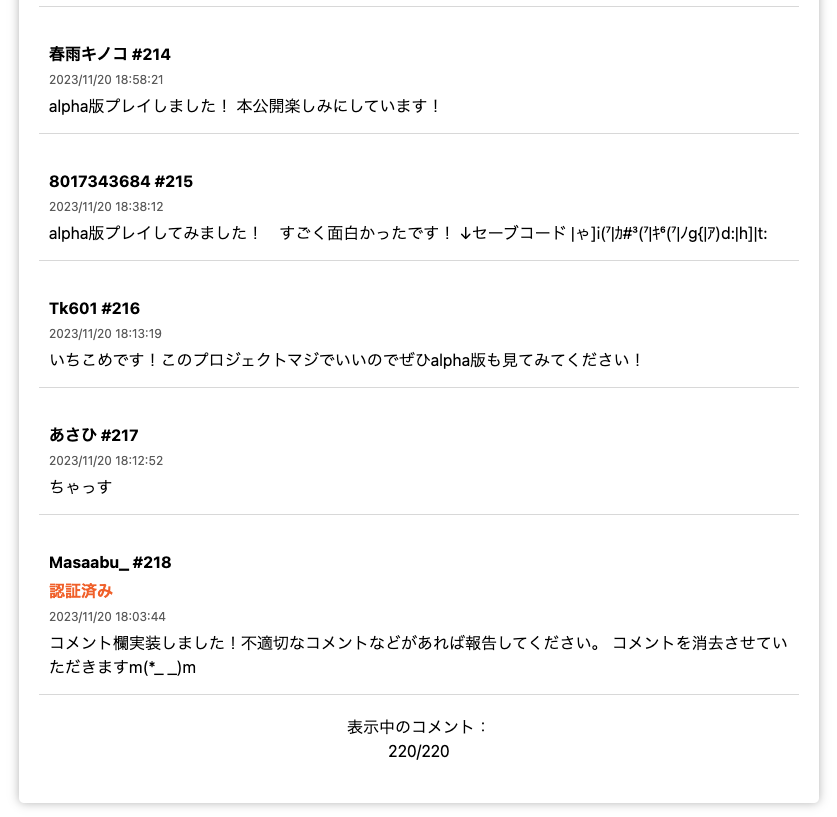 春雨キノコ #214
2023/11/20 18:58:21
alpha版プレイしました！ 本公開楽しみにしています！
8017343684 #215
2023/11/20 18:38:12
alpha版プレイしてみました！　すごく面白かったです！ ↓セーブコード |ゃ]i(⁷|ｶ#³(⁷|ｷ⁶(⁷|ﾉg{|ｱ)d:|h]|t:
Tk601 #216
2023/11/20 18:13:19
いちこめです！このプロジェクトマジでいいのでぜひalpha版も見てみてください！
あさひ #217
2023/11/20 18:12:52
ちゃっす
Masaabu_ #218
認証済み
2023/11/20 18:03:44
コメント欄実装しました！不適切なコメントなどがあれば報告してください。 コメントを消去させてい
ただきますm(*_ _)m
表示中のコメント：
220/220